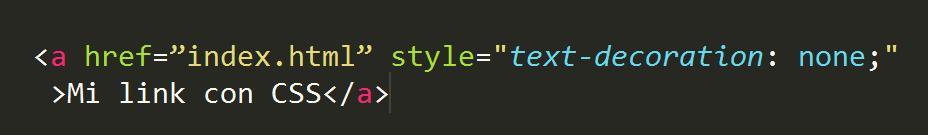 <a href=”index.html” style="text-decoration: none;"
>Mi link con CSS</a>